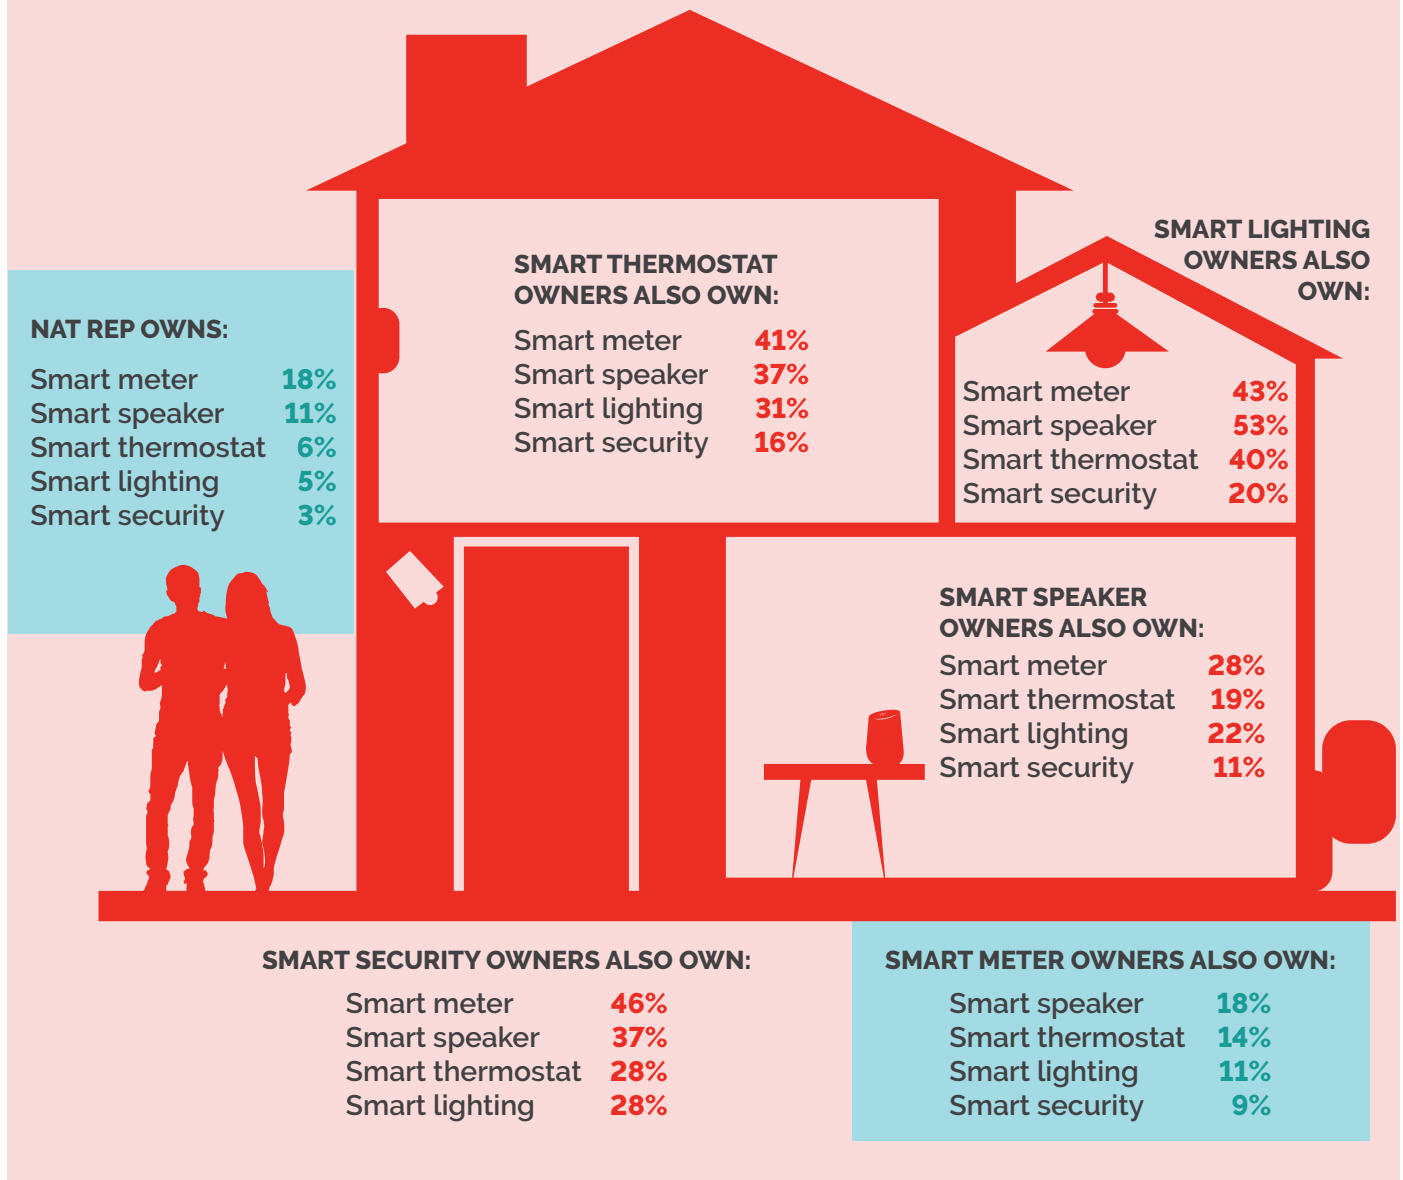 SMART THERMOSTAT
OWNERS ALSO OWN:
Smart meter 41%
Smart speaker 37%
Smart lighting 31%
Smart security 16%
SMART LIGHTING
OWNERS ALSO
OWN:
Smart meter 43%
Smart speaker 53%
Smart thermostat 40%
Smart security 20%
NAT REP OWNS:
Smart meter 18%
Smart speaker 11%
Smart thermostat 6%
Smart lighting 5%
Smart security 3%
SMART SPEAKER
OWNERS ALSO OWN:
Smart meter 28%
Smart thermostat 19%
Smart lighting 22%
Smart security 11%
SMART SECURITY OWNERS ALSO OWN:
Smart meter 46%
Smart speaker 37%
Smart thermostat 28%
Smart lighting 28%
SMART METER OWNERS ALSO OWN:
Smart speaker 18%
Smart thermostat 14%
Smart lighting 11%
Smart security 9%